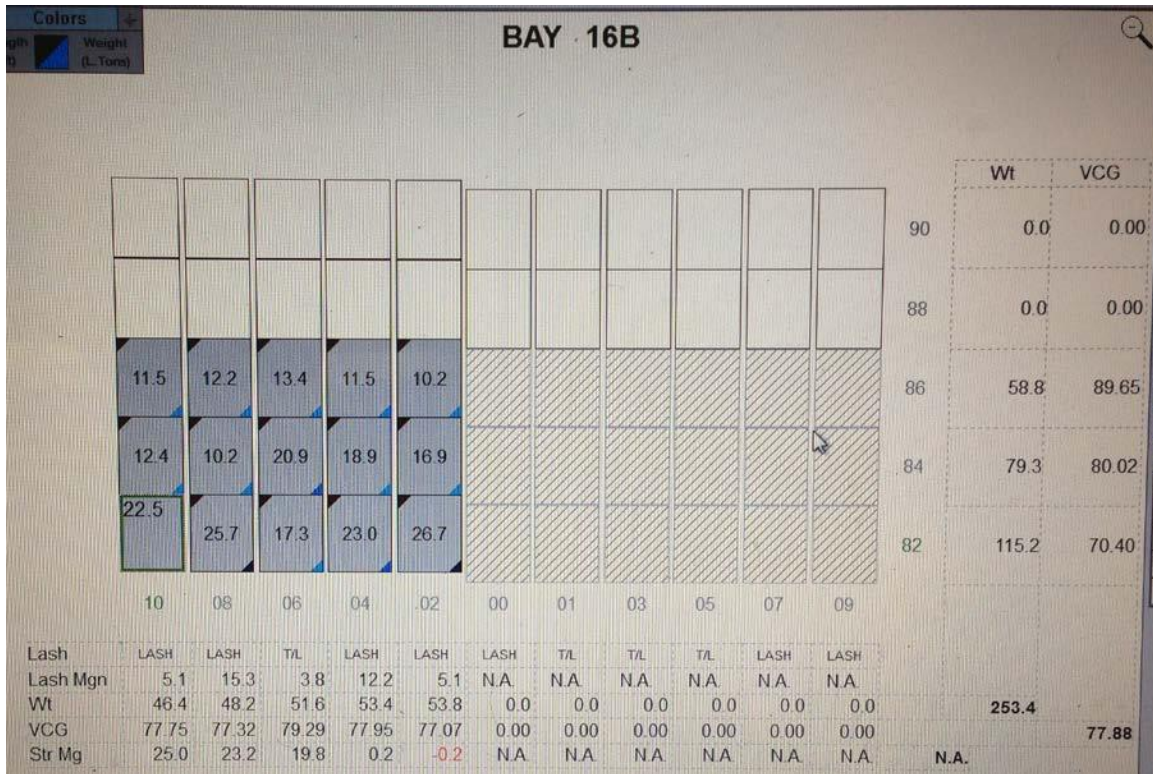 Colors
BAY 16B
Weight
(L.Tons)
Wt VCG
90 0.0 0.00
88 0.0 0.00
11.5 12.2 13.4 11.5 10.2 86 58.8 89.65
12.4 10.2 20.9 18.9 16.9 84 79.3 80.02
22.5 25.7 17.3 23.0 26.7 82 115.2 70.40
10 08 06 04 02 00 01 03 05 07 09
Lash LASH LASH T/L LASH LASH LASH T/L T/L T/L LASH LASH
Lash Mgn 5.1 15.3 3.8 12.2 5.1 N.A. N.A. N.A. N.A. N.A. N.A.
Wt 46.4 48.2 51.6 53.4 53.8 0.0 0.0 0.0 0.0 0.0 0.0 253.4
VCG 77.75 77.32 79.29 77.95 77.07 0.00 0.00 0.00 0.00 0.00 0.00 77.88
Str Mg 25.0 23.2 19.8 0.2 -0.2 N.A. N.A. N.A. N.A. N.A. N.A. N.A.